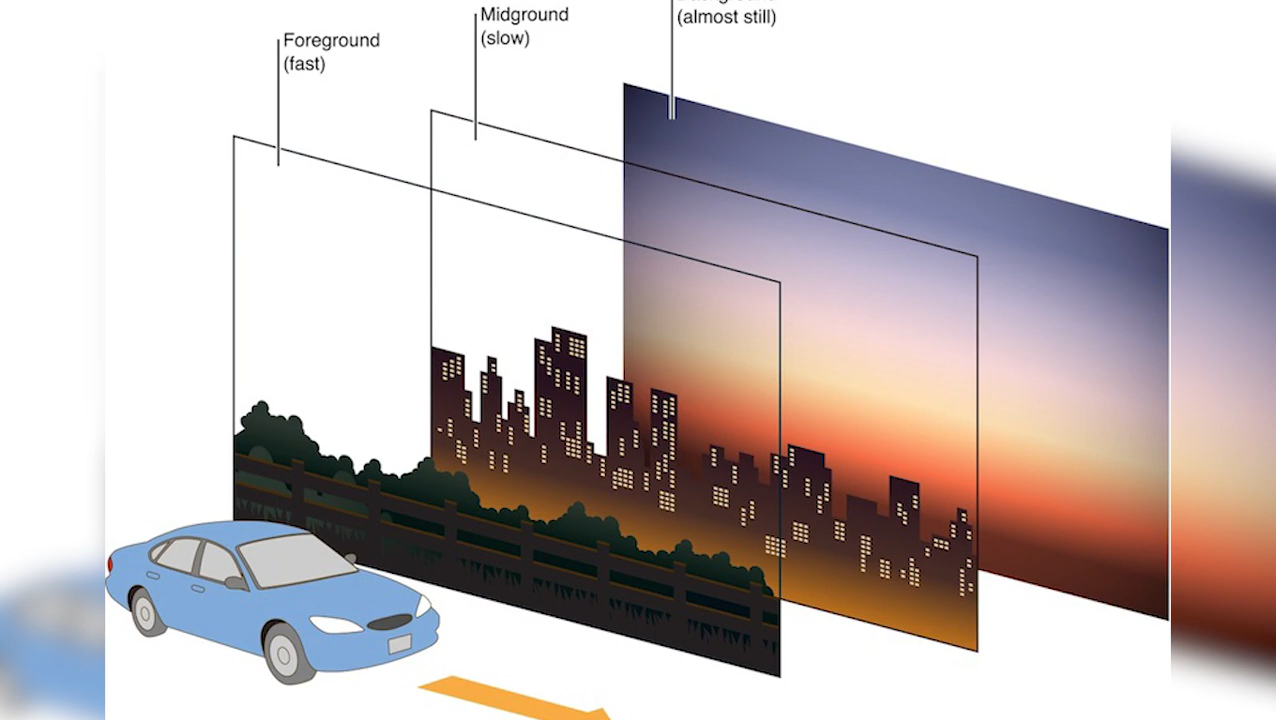 Foreground
(fast)
Midground
(slow)
(almost still)